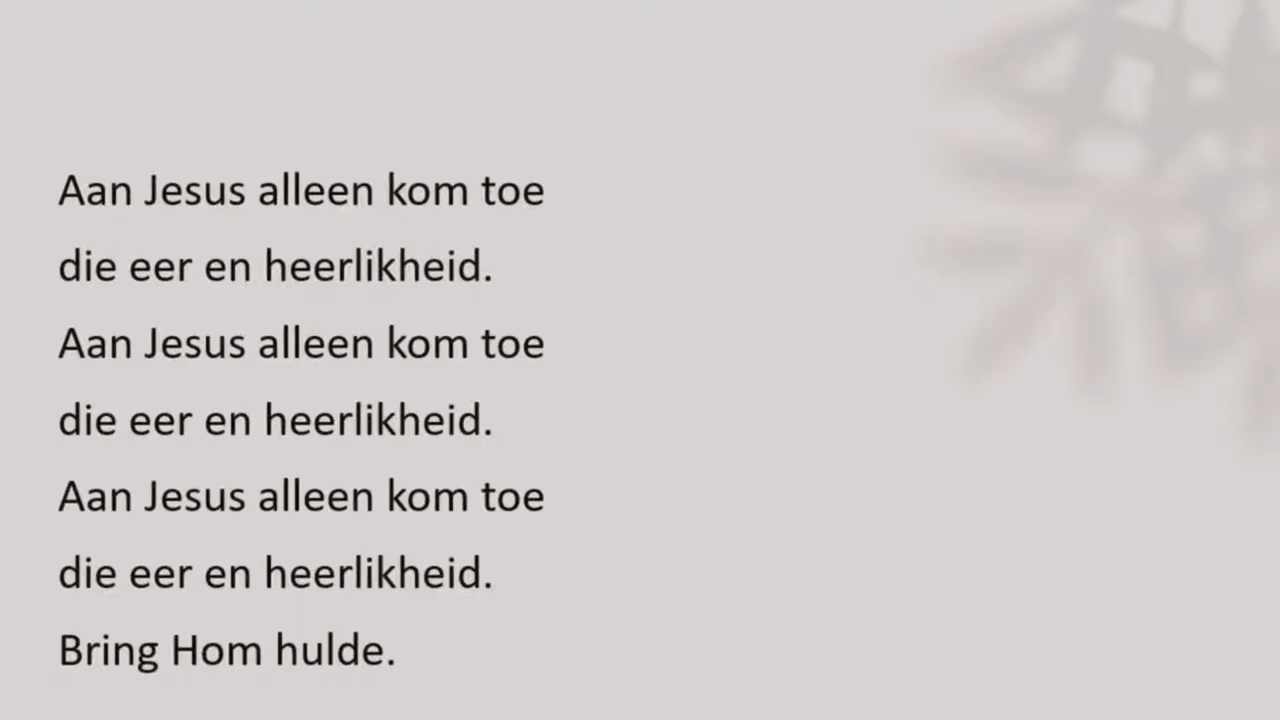 Aan Jesus alleen kom toe
die eer en heerlikheid.
Aan Jesus alleen kom toe
die eer en heerlikheid.
Aan Jesus alleen kom toe
die eer en heerlikheid.
Bring Hom hulde.